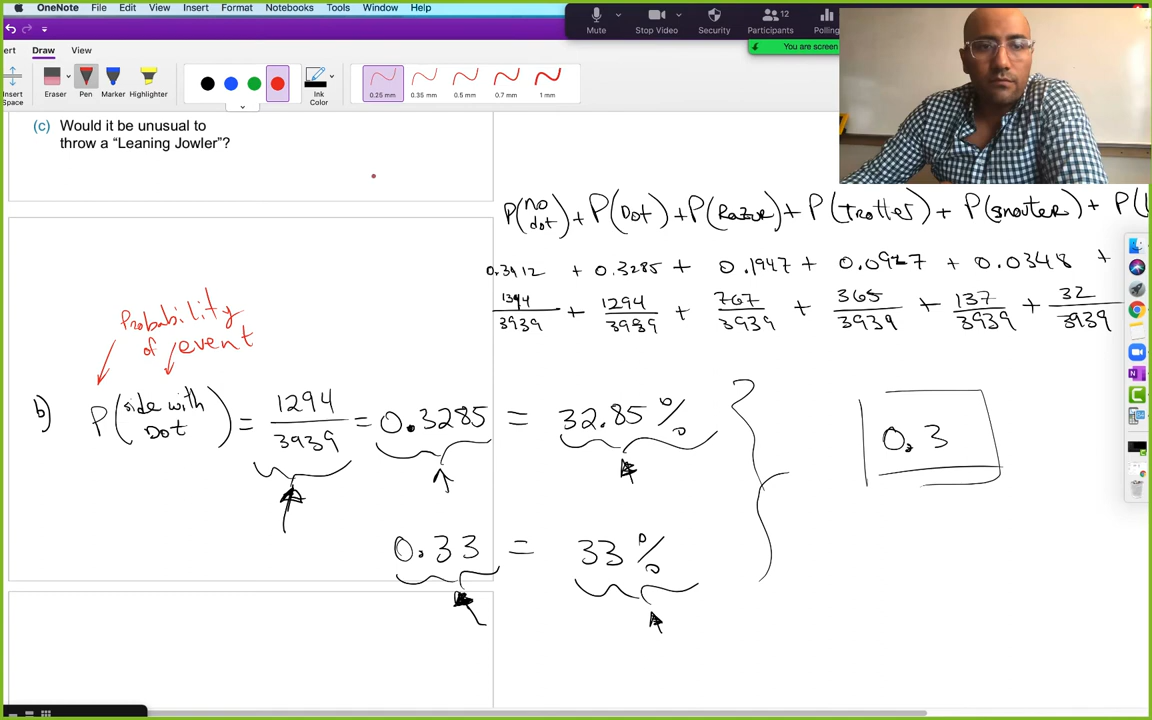 OneNote File Edit View Insert Format Notebooks Tools Window Help
12
Mute Stop Video Security Participants Polling
You are screen
ert Draw View
Insert Space
Eraser
Pen
Marker
Highlighter
Ink Color
0.25 mm 0.35 mm 0.5 mm 0.7 mm 1 mm
(c) Would it be unusual to
throw a “Leaning Jowler”?
P(no dot) + P(Dot) + P(Razor) + P(trotter) + P(snouter) + P(
0.3412 + 0.3285 + 0.1947 + 0.0927 + 0.0348 +
1344/3939 + 1294/3939 + 767/3939 + 365/3939 + 137/3939 + 32/3939
Probability
of event
b) P(side with Dot) = 1294/3939 = 0.3285 = 32.85%
0.3
0.33 = 33%